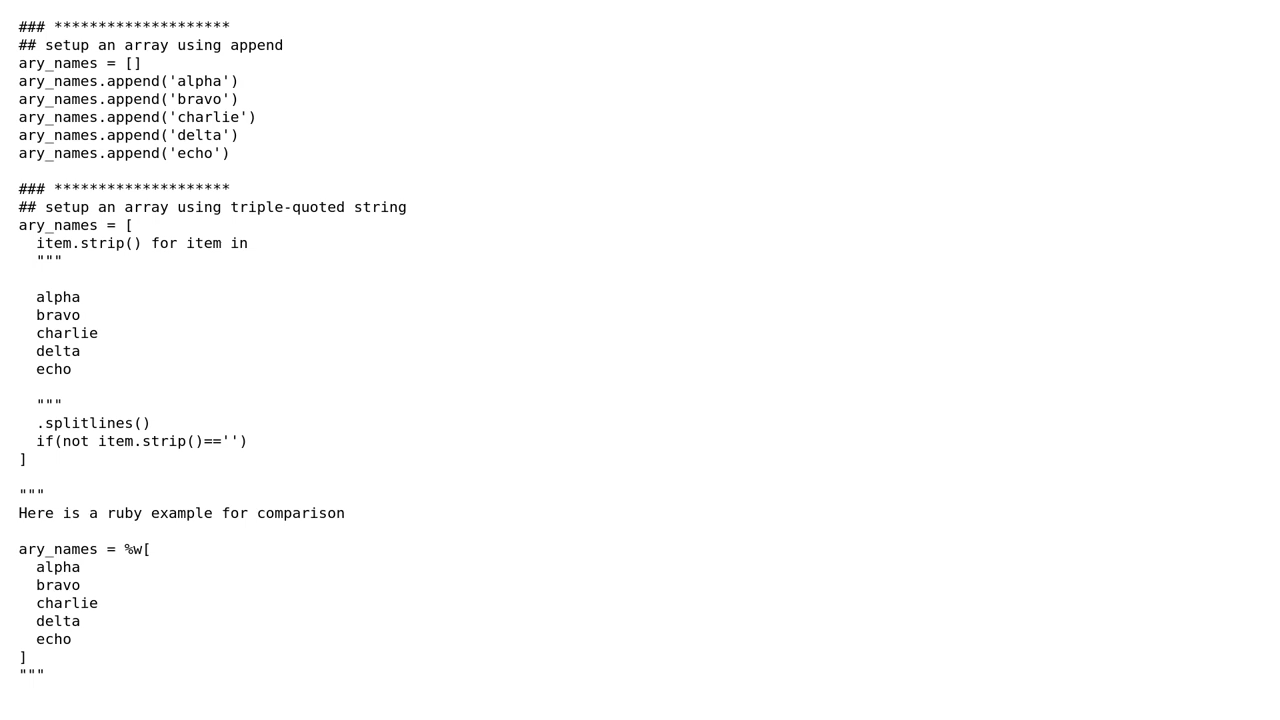 ### ********************
## setup an array using append
ary_names = []
ary_names.append('alpha')
ary_names.append('bravo')
ary_names.append('charlie')
ary_names.append('delta')
ary_names.append('echo')

### ********************
## setup an array using triple-quoted string
ary_names = [
  item.strip() for item in
  """

  alpha
  bravo
  charlie
  delta
  echo

  """
  .splitlines()
  if(not item.strip()=='')
]

"""
Here is a ruby example for comparison

ary_names = %w[
  alpha
  bravo
  charlie
  delta
  echo
]
"""